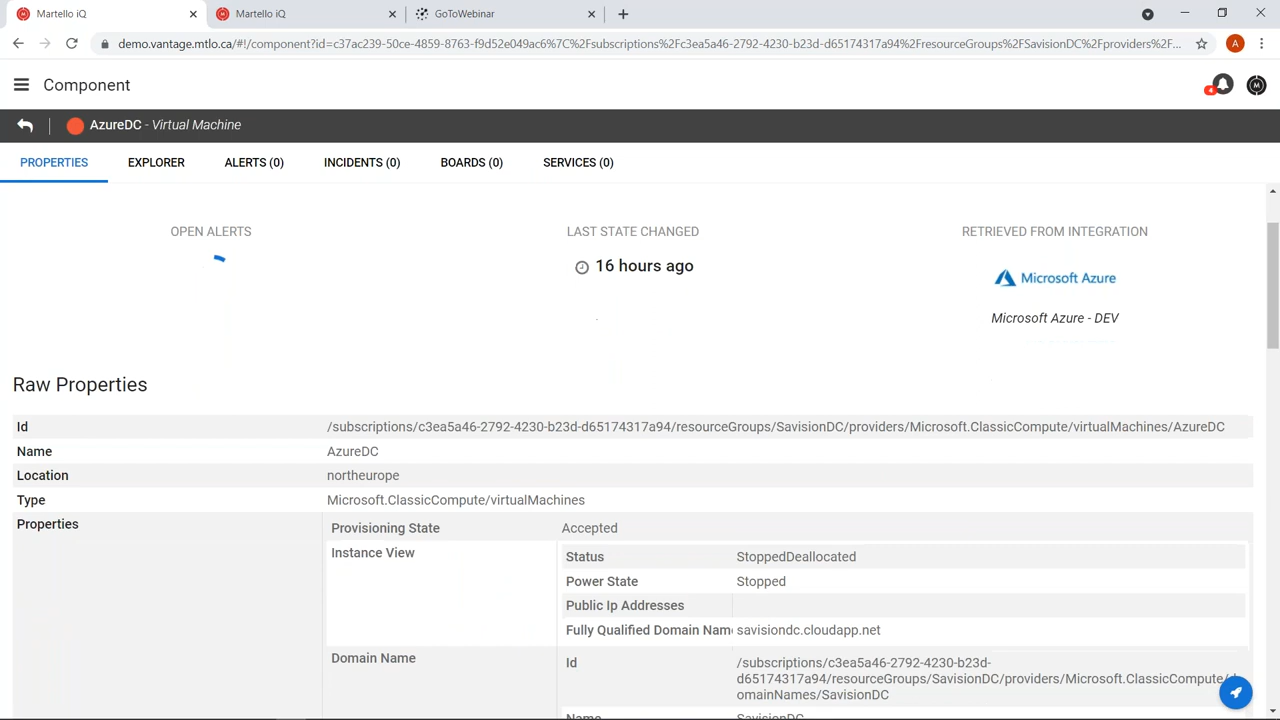 Martello iQ
Martello iQ
GoToWebinar
demo.vantage.mtlo.ca/#!/component?id=c37ac239-50ce-4859-8763-f9d52e049af6%7C%2Fsubscriptions%2Fc3ea5a46-2792-4230-b23d-d65174317a94%2FresourceGroups%2FSavisionDC%2Fproviders%2F...
A
Component
4
M
AzureDC - Virtual Machine
PROPERTIES
EXPLORER
ALERTS (0)
INCIDENTS (0)
BOARDS (0)
SERVICES (0)
OPEN ALERTS
LAST STATE CHANGED
16 hours ago
RETRIEVED FROM INTEGRATION
Microsoft Azure
Microsoft Azure - DEV
Raw Properties
Id /subscriptions/c3ea5a46-2792-4230-b23d-d65174317a94/resourceGroups/SavisionDC/providers/Microsoft.ClassicCompute/virtualMachines/AzureDC
Name AzureDC
Location northeurope
Type Microsoft.ClassicCompute/virtualMachines
Properties
Provisioning State Accepted
Instance View
Status StoppedDeallocated
Power State Stopped
Public Ip Addresses
Fully Qualified Domain Name savisiondc.cloudapp.net
Domain Name
Id /subscriptions/c3ea5a46-2792-4230-b23d-
d65174317a94/resourceGroups/SavisionDC/providers/Microsoft.ClassicCompute/d
omainNames/SavisionDC
Name SavisionDC